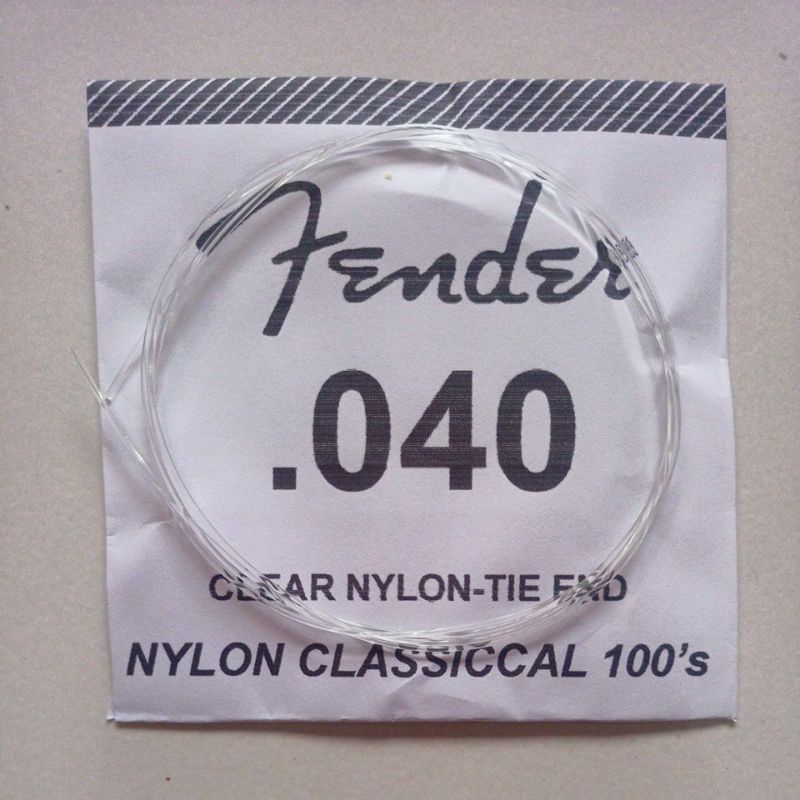 Fender
.040
CLEAR NYLON-TIE END
NYLON CLASSICCAL 100's